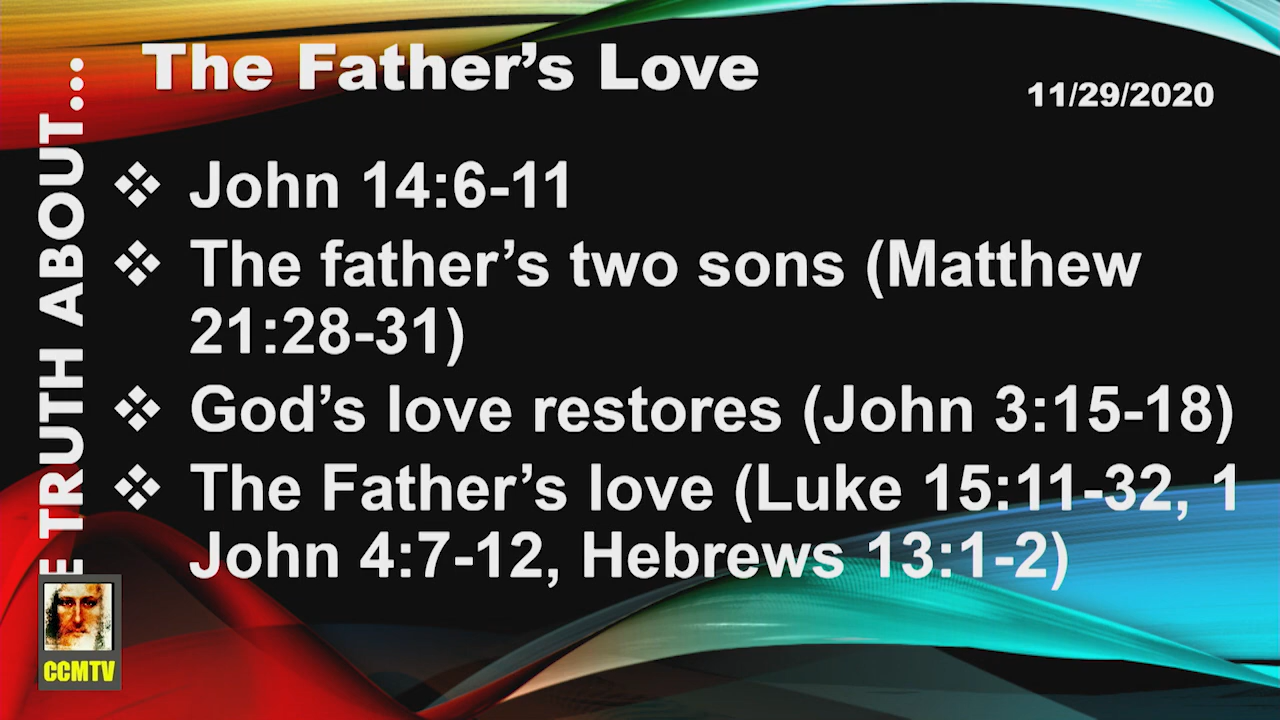 The Father’s Love
11/29/2020
E TRUTH ABOUT...
❖ John 14:6-11
❖ The father’s two sons (Matthew
21:28-31)
❖ God’s love restores (John 3:15-18)
❖ The Father’s love (Luke 15:11-32, 1
John 4:7-12, Hebrews 13:1-2)
CCMTV